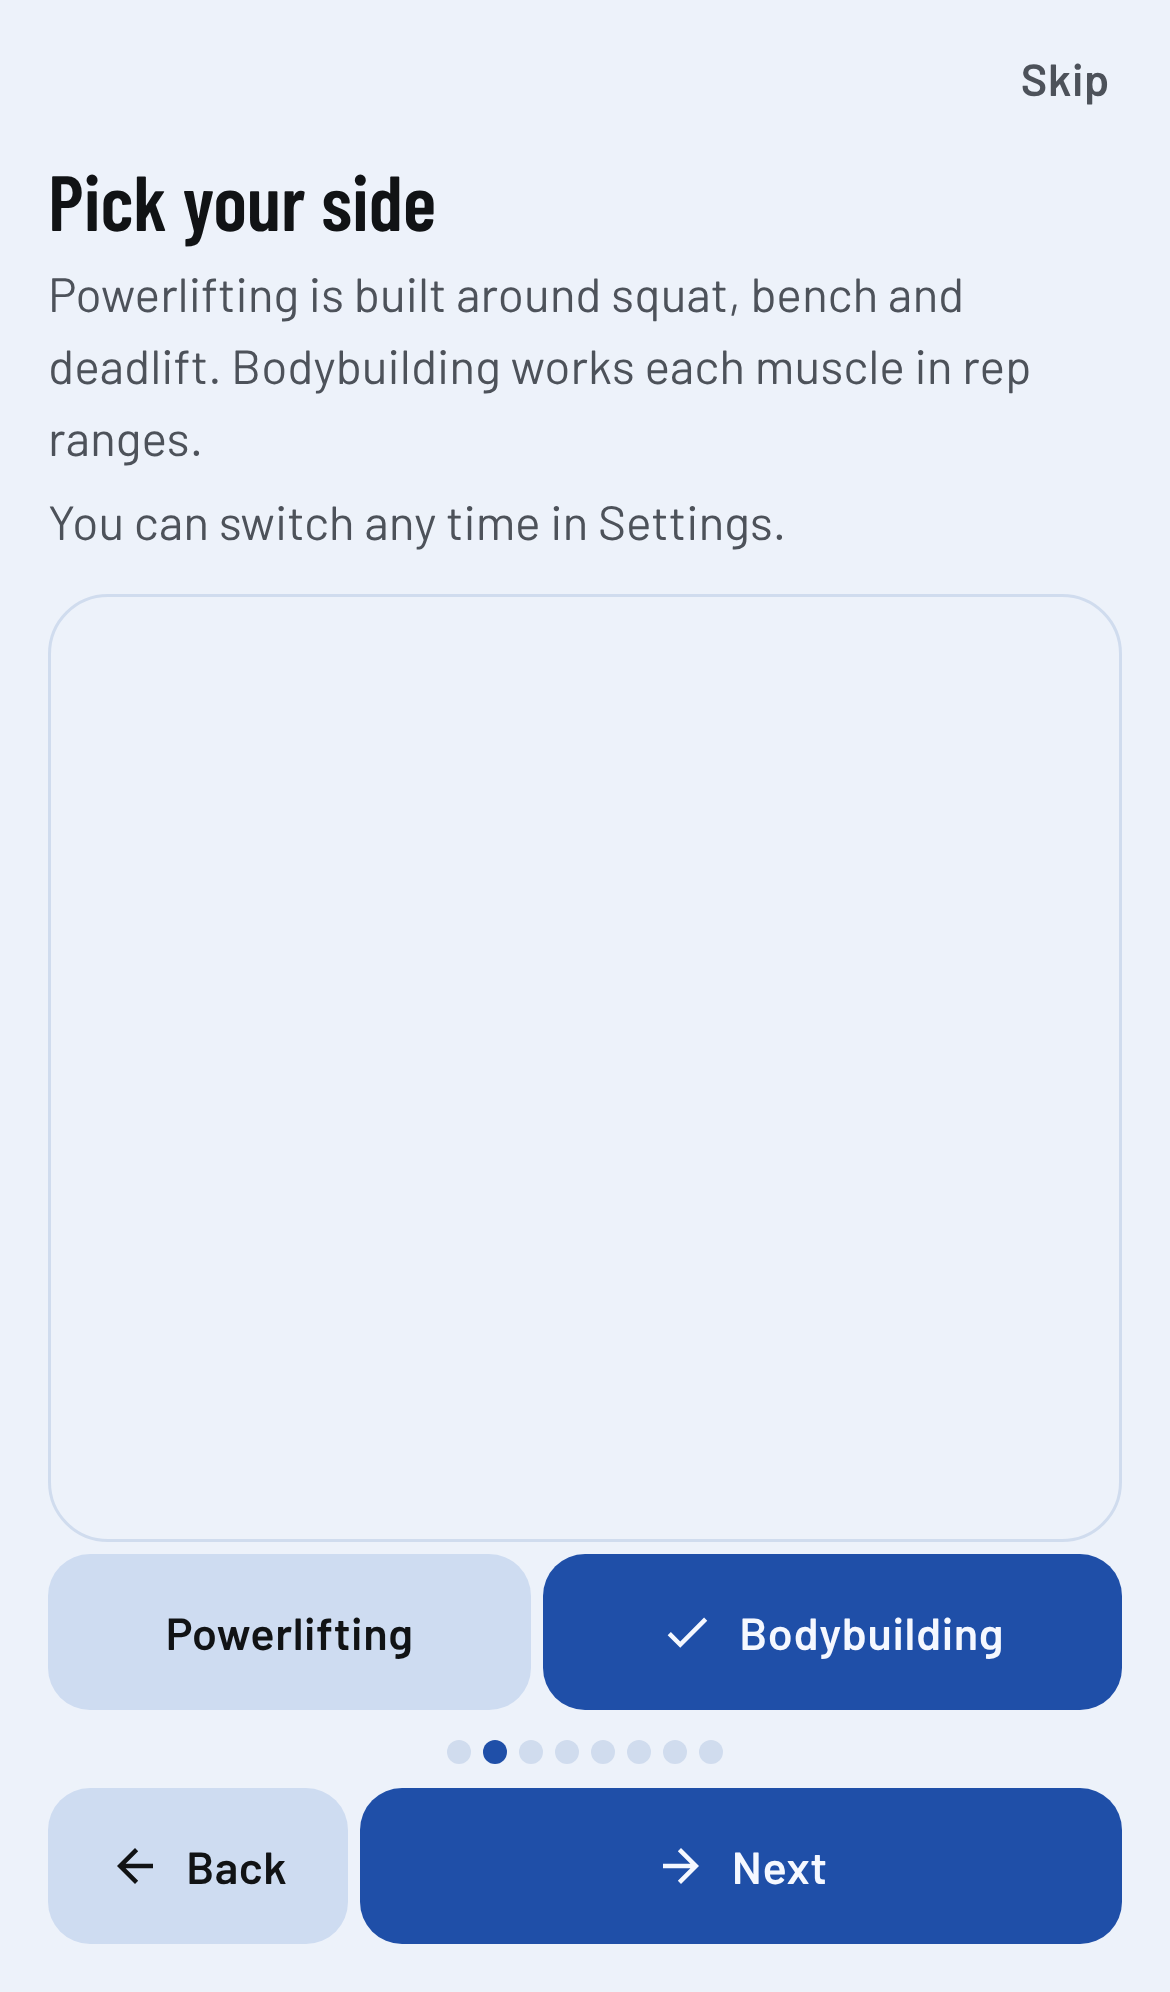 Skip
Pick your side
Powerlifting is built around squat, bench and
deadlift. Bodybuilding works each muscle in rep
ranges.
You can switch any time in Settings.
Powerlifting
Bodybuilding
Back
Next